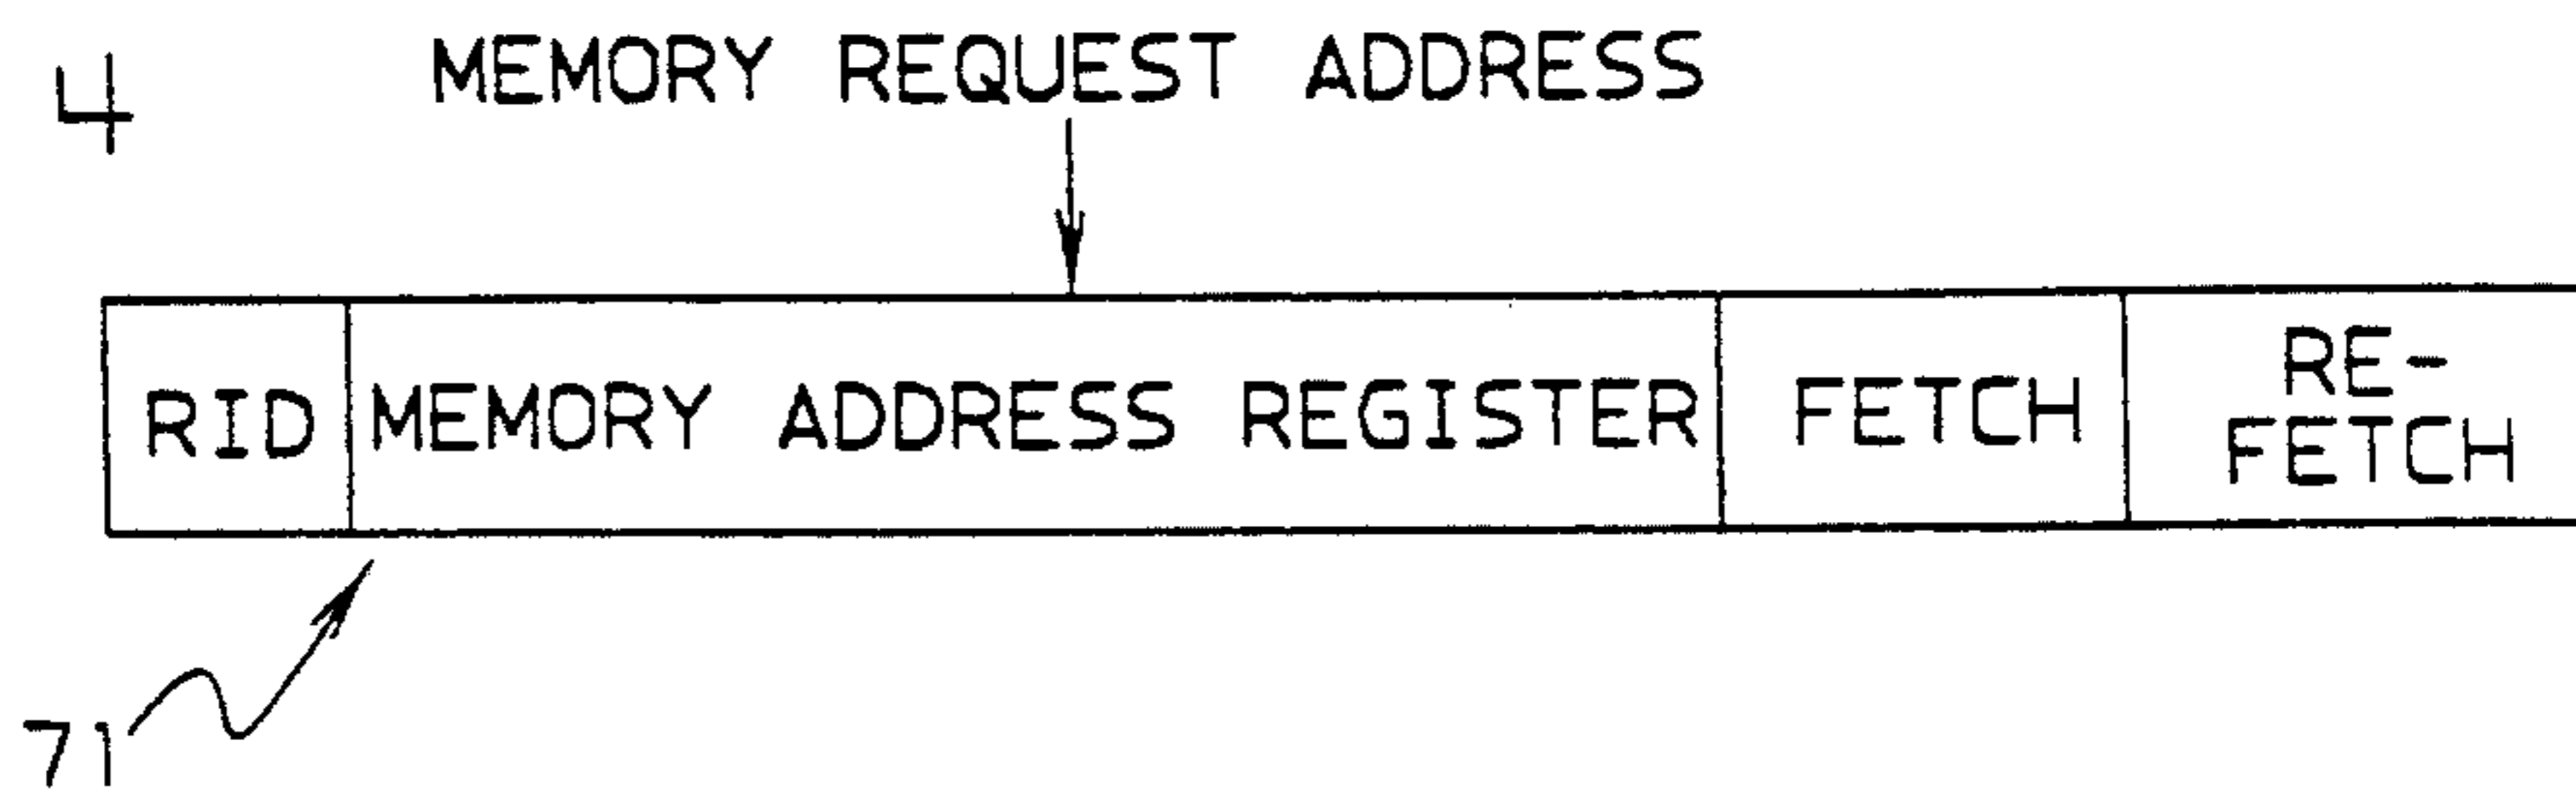 4
MEMORY REQUEST ADDRESS
RID
MEMORY ADDRESS REGISTER
FETCH
RE-
FETCH
71